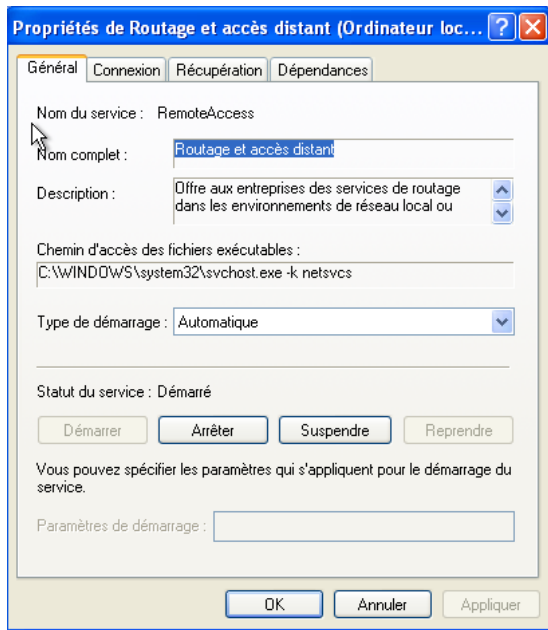 Propriétés de Routage et accès distant (Ordinateur loc...
Général Connexion Récupération Dépendances
Nom du service : RemoteAccess
Nom complet : Routage et accès distant
Description : Offre aux entreprises des services de routage
dans les environnements de réseau local ou
Chemin d'accès des fichiers exécutables :
C:\WINDOWS\system32\svchost.exe -k netsvcs
Type de démarrage : Automatique
Statut du service : Démarré
Démarrer Arrêter Suspendre Reprendre
Vous pouvez spécifier les paramètres qui s'appliquent pour le démarrage du
service.
Paramètres de démarrage :
OK Annuler Appliquer